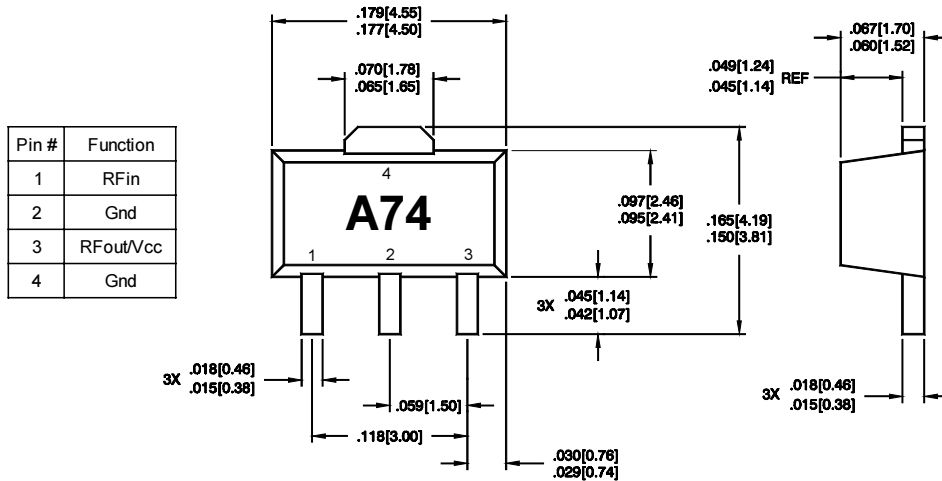 Pin # Function
1 RFin
2 Gnd
3 RFout/Vcc
4 Gnd
.179[4.55]
.177[4.50]
.070[1.78]
.065[1.65]
4
A74
1 2 3
.097[2.46]
.095[2.41]
.165[4.19]
.150[3.81]
3X .045[1.14]
.042[1.07]
3X .018[0.46]
.015[0.38]
.059[1.50]
.118[3.00]
.030[0.76]
.029[0.74]
.067[1.70]
.060[1.52]
.049[1.24]
.045[1.14] REF
3X .018[0.46]
.015[0.38]